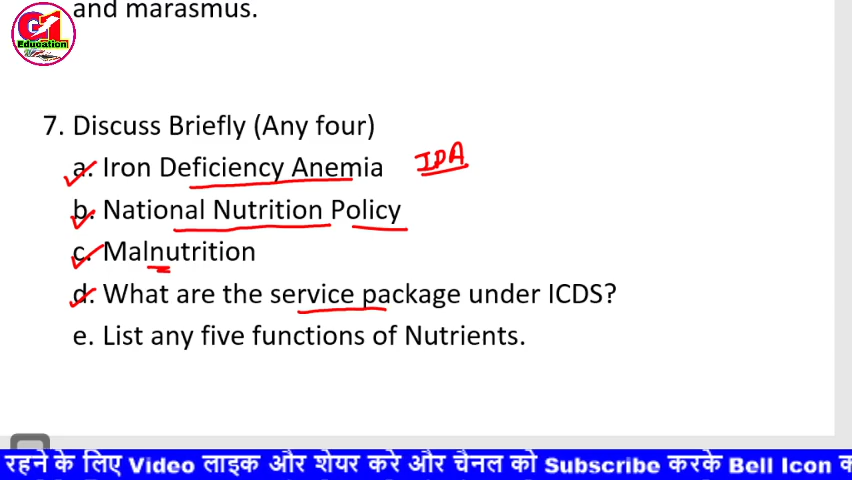 and marasmus.
GI
Education
7. Discuss Briefly (Any four)
a. Iron Deficiency Anemia IDA
b. National Nutrition Policy
c. Malnutrition
d. What are the service package under ICDS?
e. List any five functions of Nutrients.
रहने के लिए Video लाइक और शेयर करे और चैनल को Subscribe करके Bell Icon